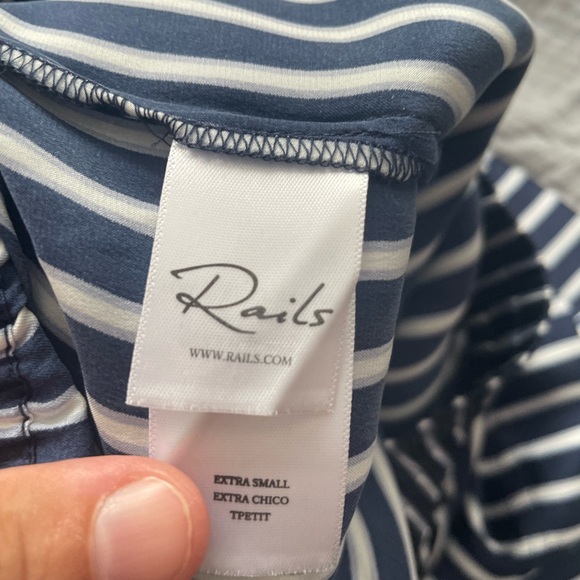 Rails
WWW.RAILS.COM
EXTRA SMALL
EXTRA CHICO
TPETIT